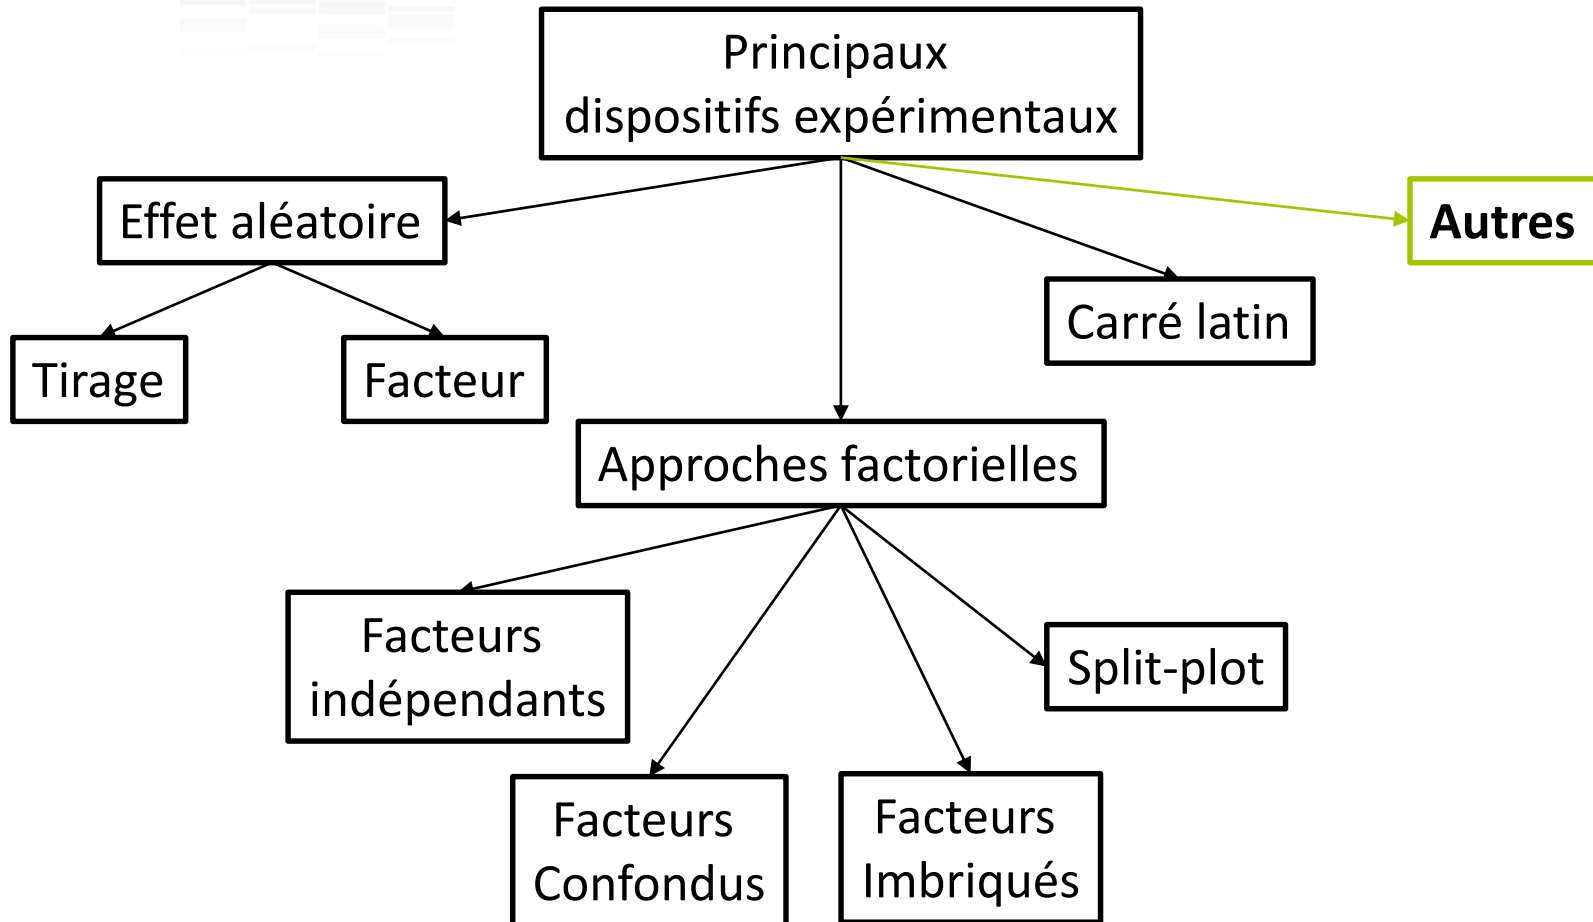 Principaux
dispositifs expérimentaux
Effet aléatoire
Autres
Carré latin
Tirage
Facteur
Approches factorielles
Facteurs
indépendants
Split-plot
Facteurs
Confondus
Facteurs
Imbriqués